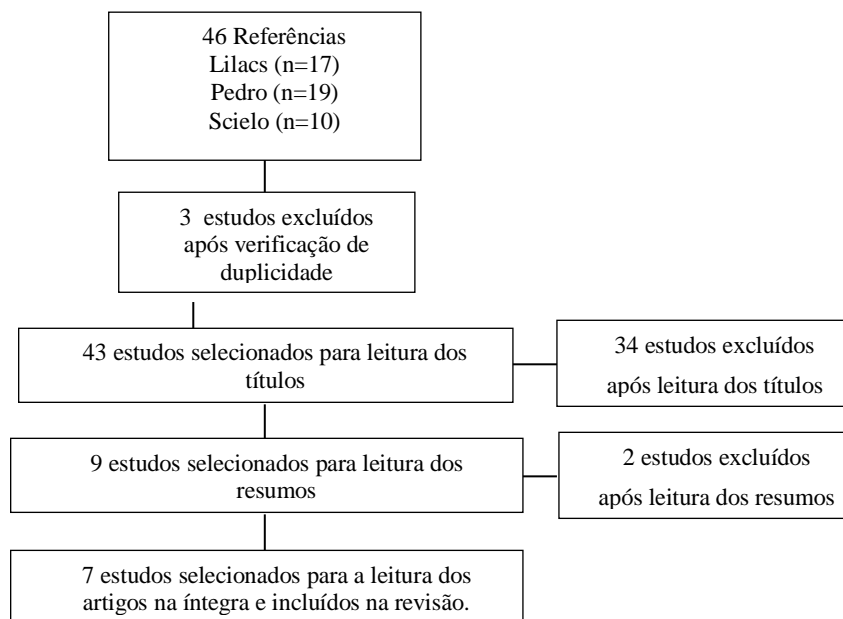 46 Referências
Lilacs (n=17)
Pedro (n=19)
Scielo (n=10)
3 estudos excluídos
após verificação de
duplicidade
43 estudos selecionados para leitura dos
títulos
34 estudos excluídos
após leitura dos títulos
9 estudos selecionados para leitura dos
resumos
2 estudos excluídos
após leitura dos resumos
7 estudos selecionados para a leitura dos
artigos na íntegra e incluídos na revisão.